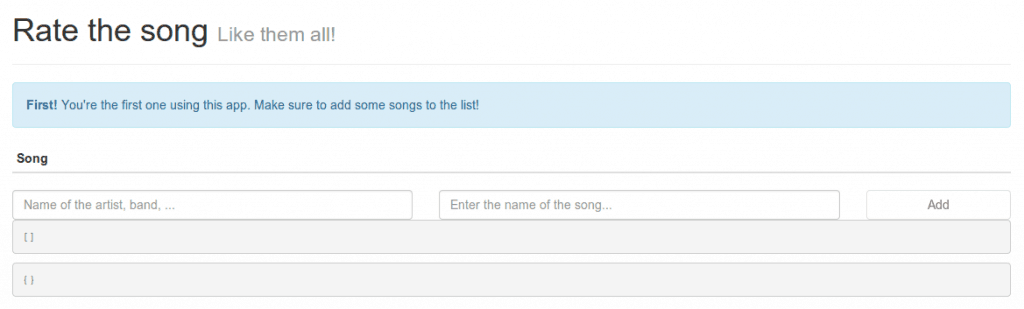 Rate the song Like them all!
First! You're the first one using this app. Make sure to add some songs to the list!
Song
Name of the artist, band, ... Enter the name of the song... Add
[ ]
{ }